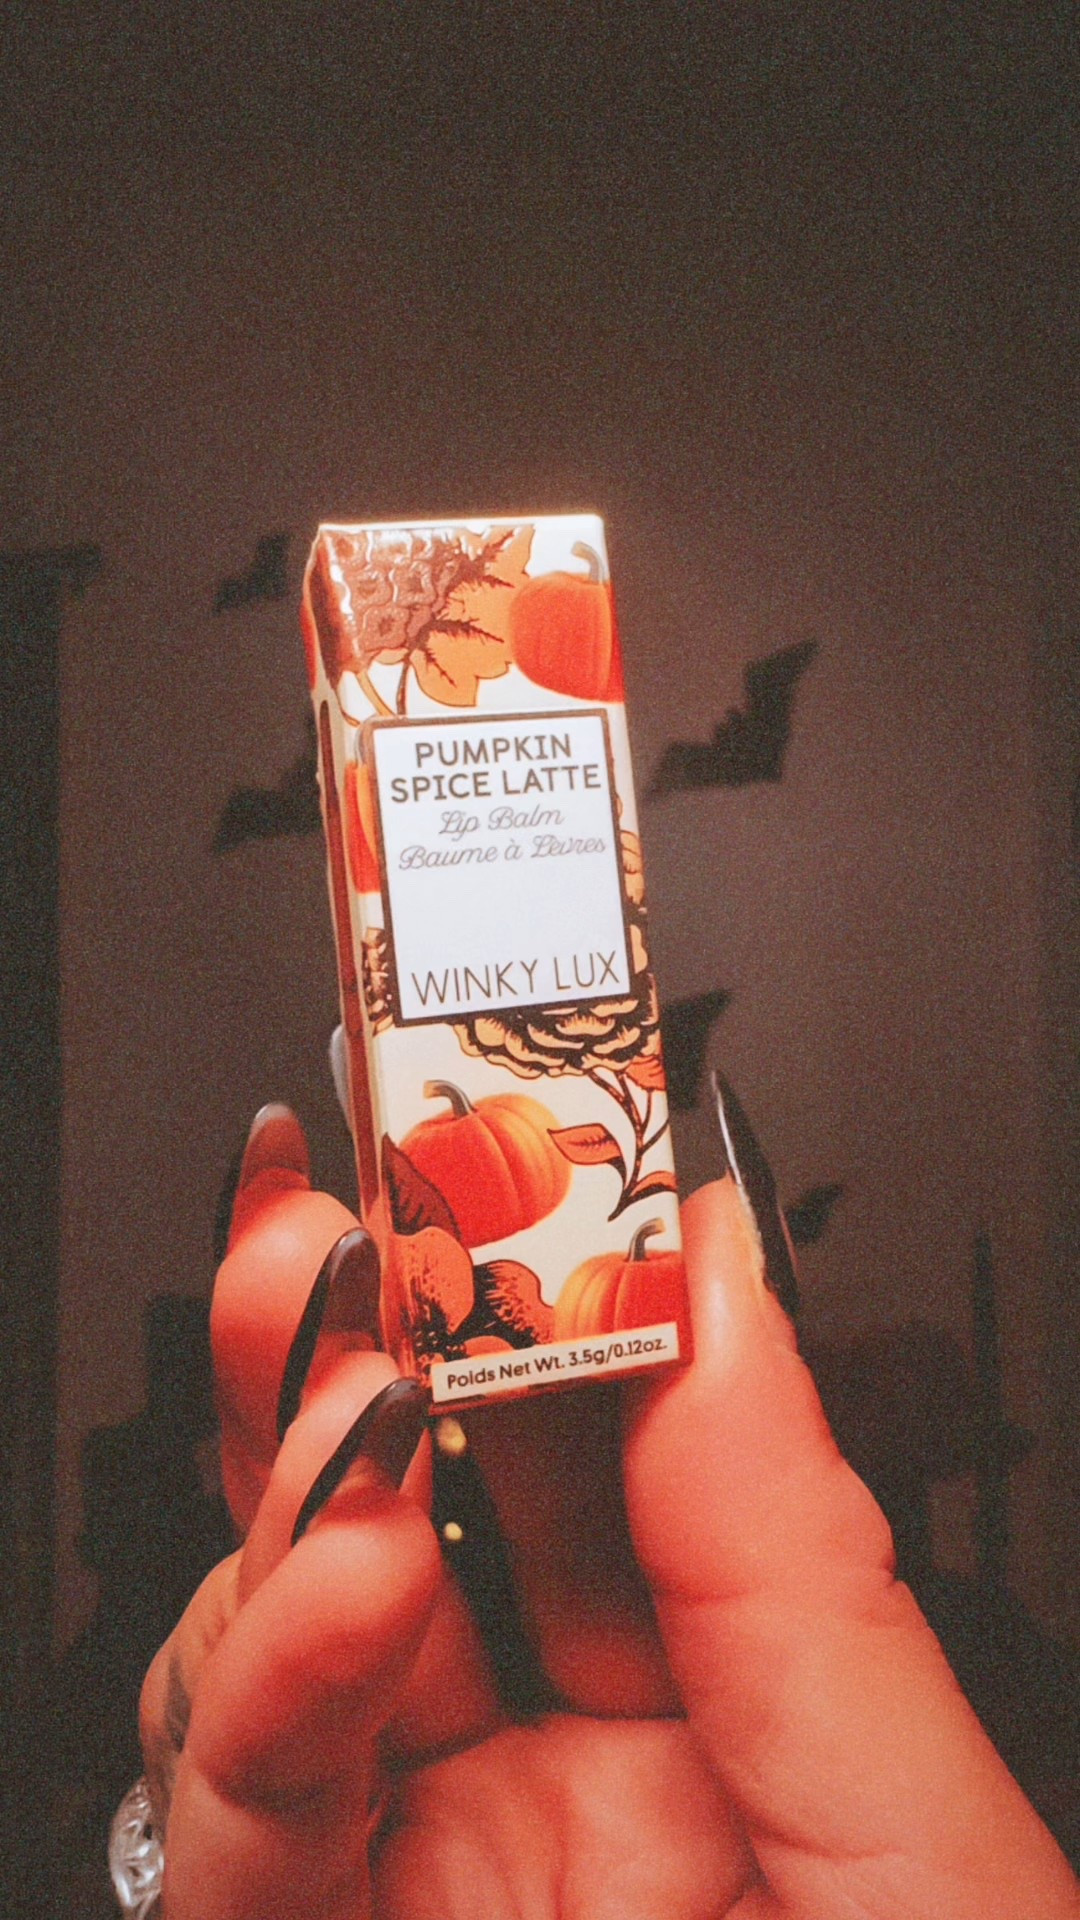 PUMPKIN
SPICE LATTE
Lip Balm
Baume à Lèvres
WINKY LUX
Poids Net Wt. 3.5g/0.12oz.